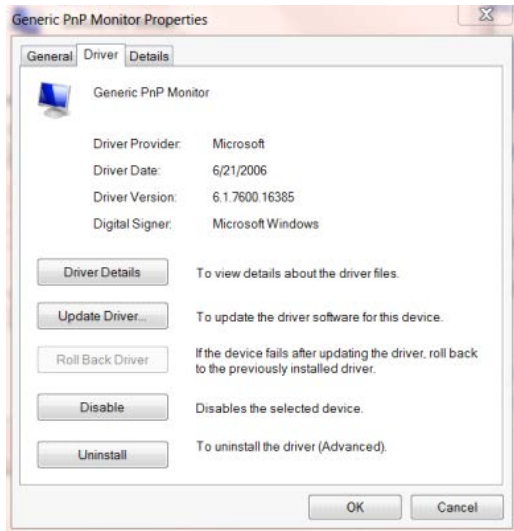 Generic PnP Monitor Properties
General Driver Details
Generic PnP Monitor
Driver Provider: Microsoft
Driver Date: 6/21/2006
Driver Version: 6.1.7600.16385
Digital Signer: Microsoft Windows
Driver Details To view details about the driver files.
Update Driver... To update the driver software for this device.
Roll Back Driver If the device fails after updating the driver, roll back
to the previously installed driver.
Disable Disables the selected device.
Uninstall To uninstall the driver (Advanced).
OK Cancel